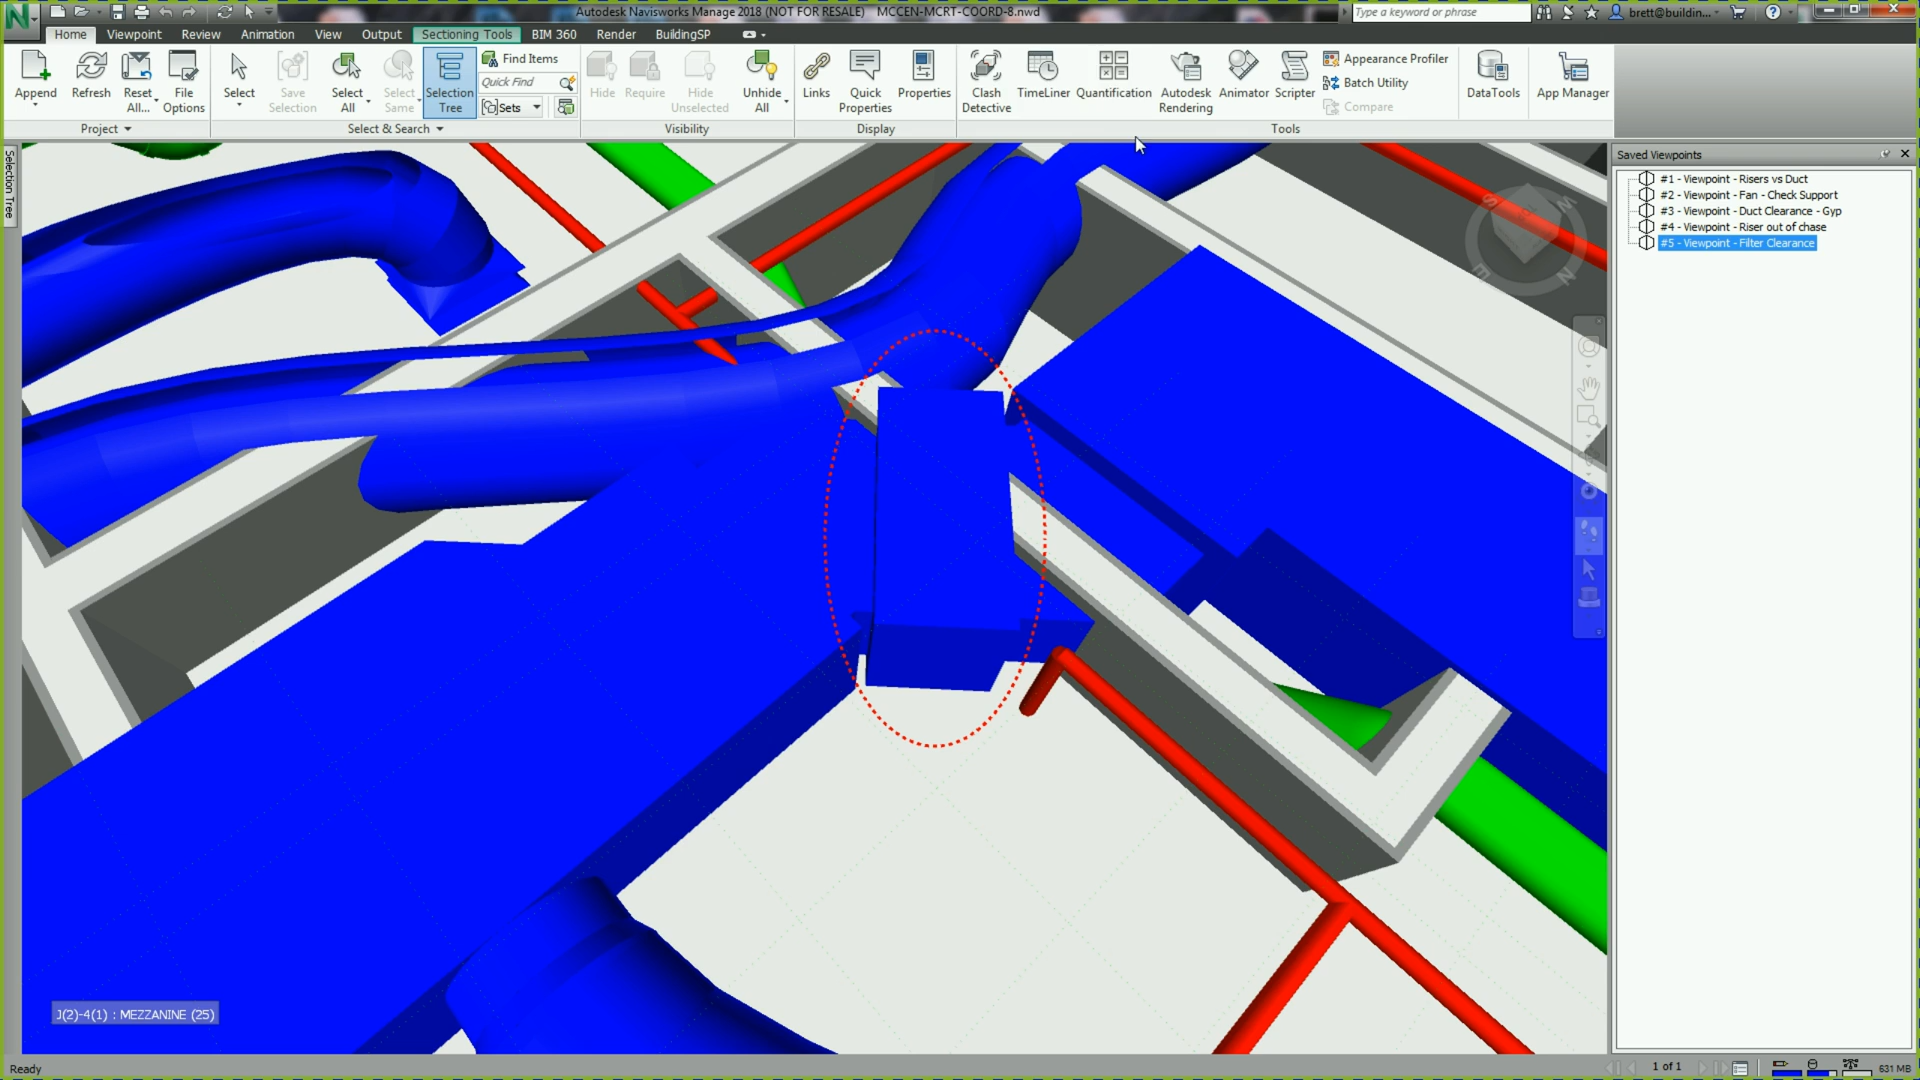 Autodesk Navisworks Manage 2018 (NOT FOR RESALE) MCCEN-MCRT-COORD-8.nwd
Type a keyword or phrase
brett@buildin...
Home Viewpoint Review Animation View Output Sectioning Tools BIM 360 Render BuildingSP
Append
Refresh
Reset All...
File Options
Project
Select
Save Selection
Select All
Select Same
Selection Tree
Find Items
Quick Find
Sets
Select & Search
Hide
Require
Hide Unselected
Unhide All
Visibility
Links
Quick Properties
Properties
Display
Clash Detective
TimeLiner
Quantification
Autodesk Rendering
Animator
Scripter
Appearance Profiler
Batch Utility
Compare
Tools
DataTools
App Manager
Selection Tree
Saved Viewpoints
#1 - Viewpoint - Risers vs Duct
#2 - Viewpoint - Fan - Check Support
#3 - Viewpoint - Duct Clearance - Gyp
#4 - Viewpoint - Riser out of chase
#5 - Viewpoint - Filter Clearance
S
W
E
N
J(2)-4(1) : MEZZANINE (25)
Ready
1 of 1
631 MB